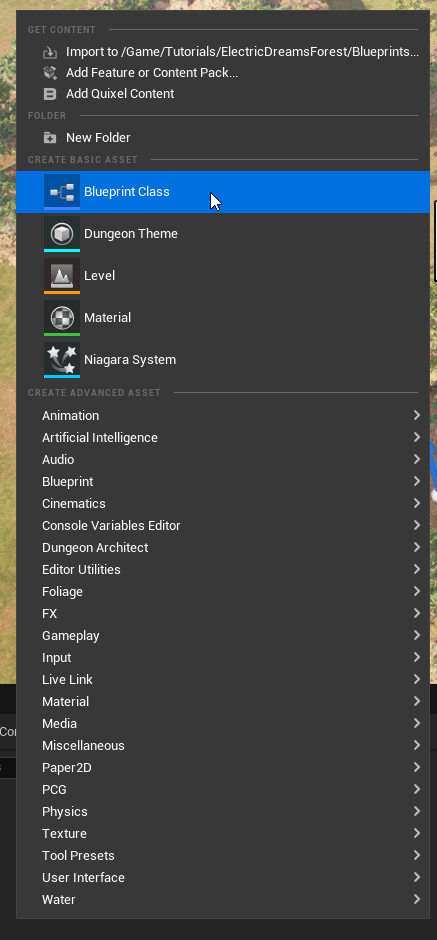 GET CONTENT
Import to /Game/Tutorials/ElectricDreamsForest/Blueprints...
Add Feature or Content Pack...
Add Quixel Content
FOLDER
New Folder
CREATE BASIC ASSET
Blueprint Class
Dungeon Theme
Level
Material
Niagara System
CREATE ADVANCED ASSET
Animation
Artificial Intelligence
Audio
Blueprint
Cinematics
Console Variables Editor
Dungeon Architect
Editor Utilities
Foliage
FX
Gameplay
Input
Live Link
Material
Media
Miscellaneous
Paper2D
PCG
Physics
Texture
Tool Presets
User Interface
Water